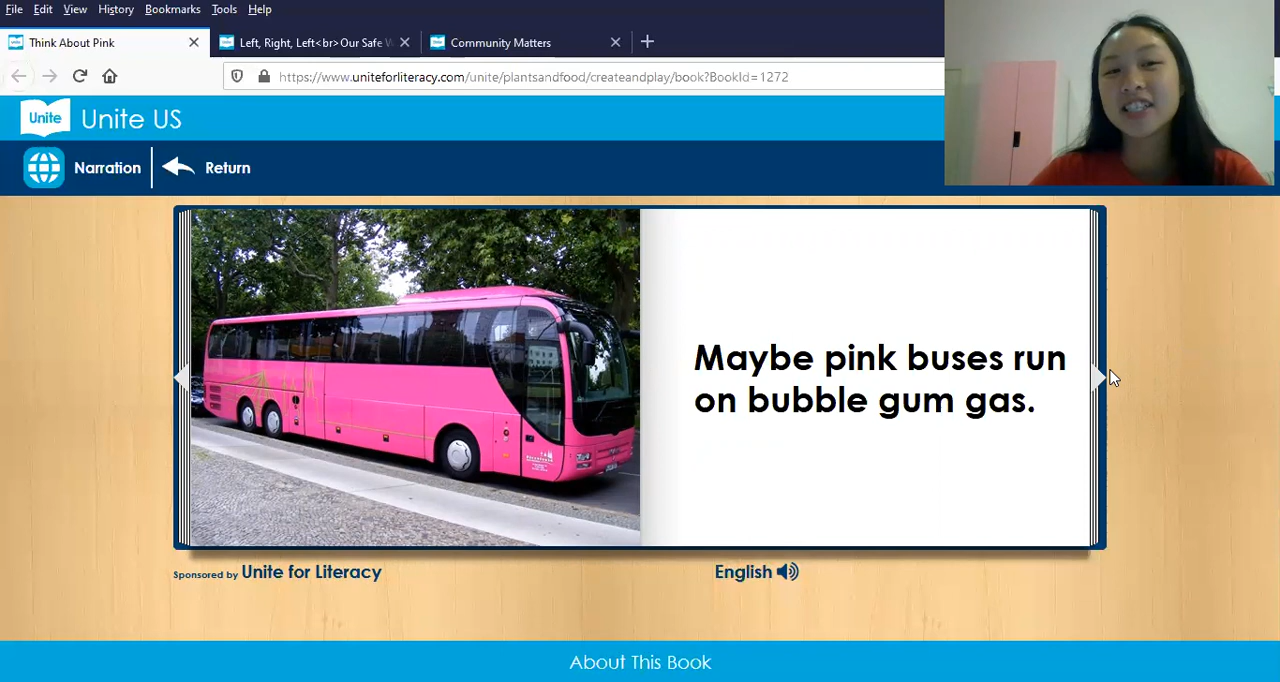 File Edit View History Bookmarks Tools Help
Think About Pink
Left, Right, Left<br>Our Safe W
Community Matters
https://www.uniteforliteracy.com/unite/plantsandfood/createandplay/book?BookId=1272
Unite Unite US
Narration Return
Maybe pink buses run
on bubble gum gas.
Sponsored by Unite for Literacy
English
About This Book